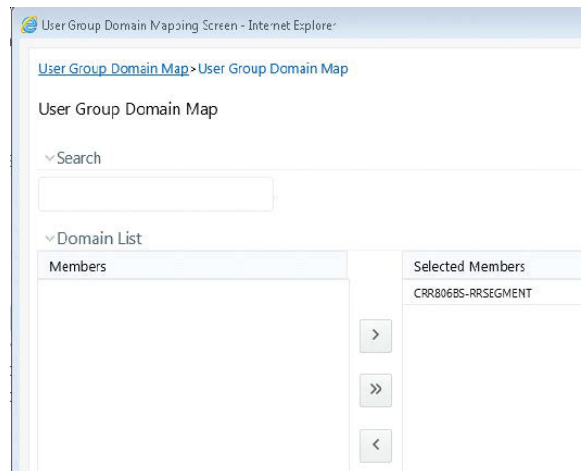 User Group Domain Mapping Screen - Internet Explorer
User Group Domain Map>User Group Domain Map
User Group Domain Map
Search
Domain List
Members
Selected Members
CRR806BS-RRSEGMENT